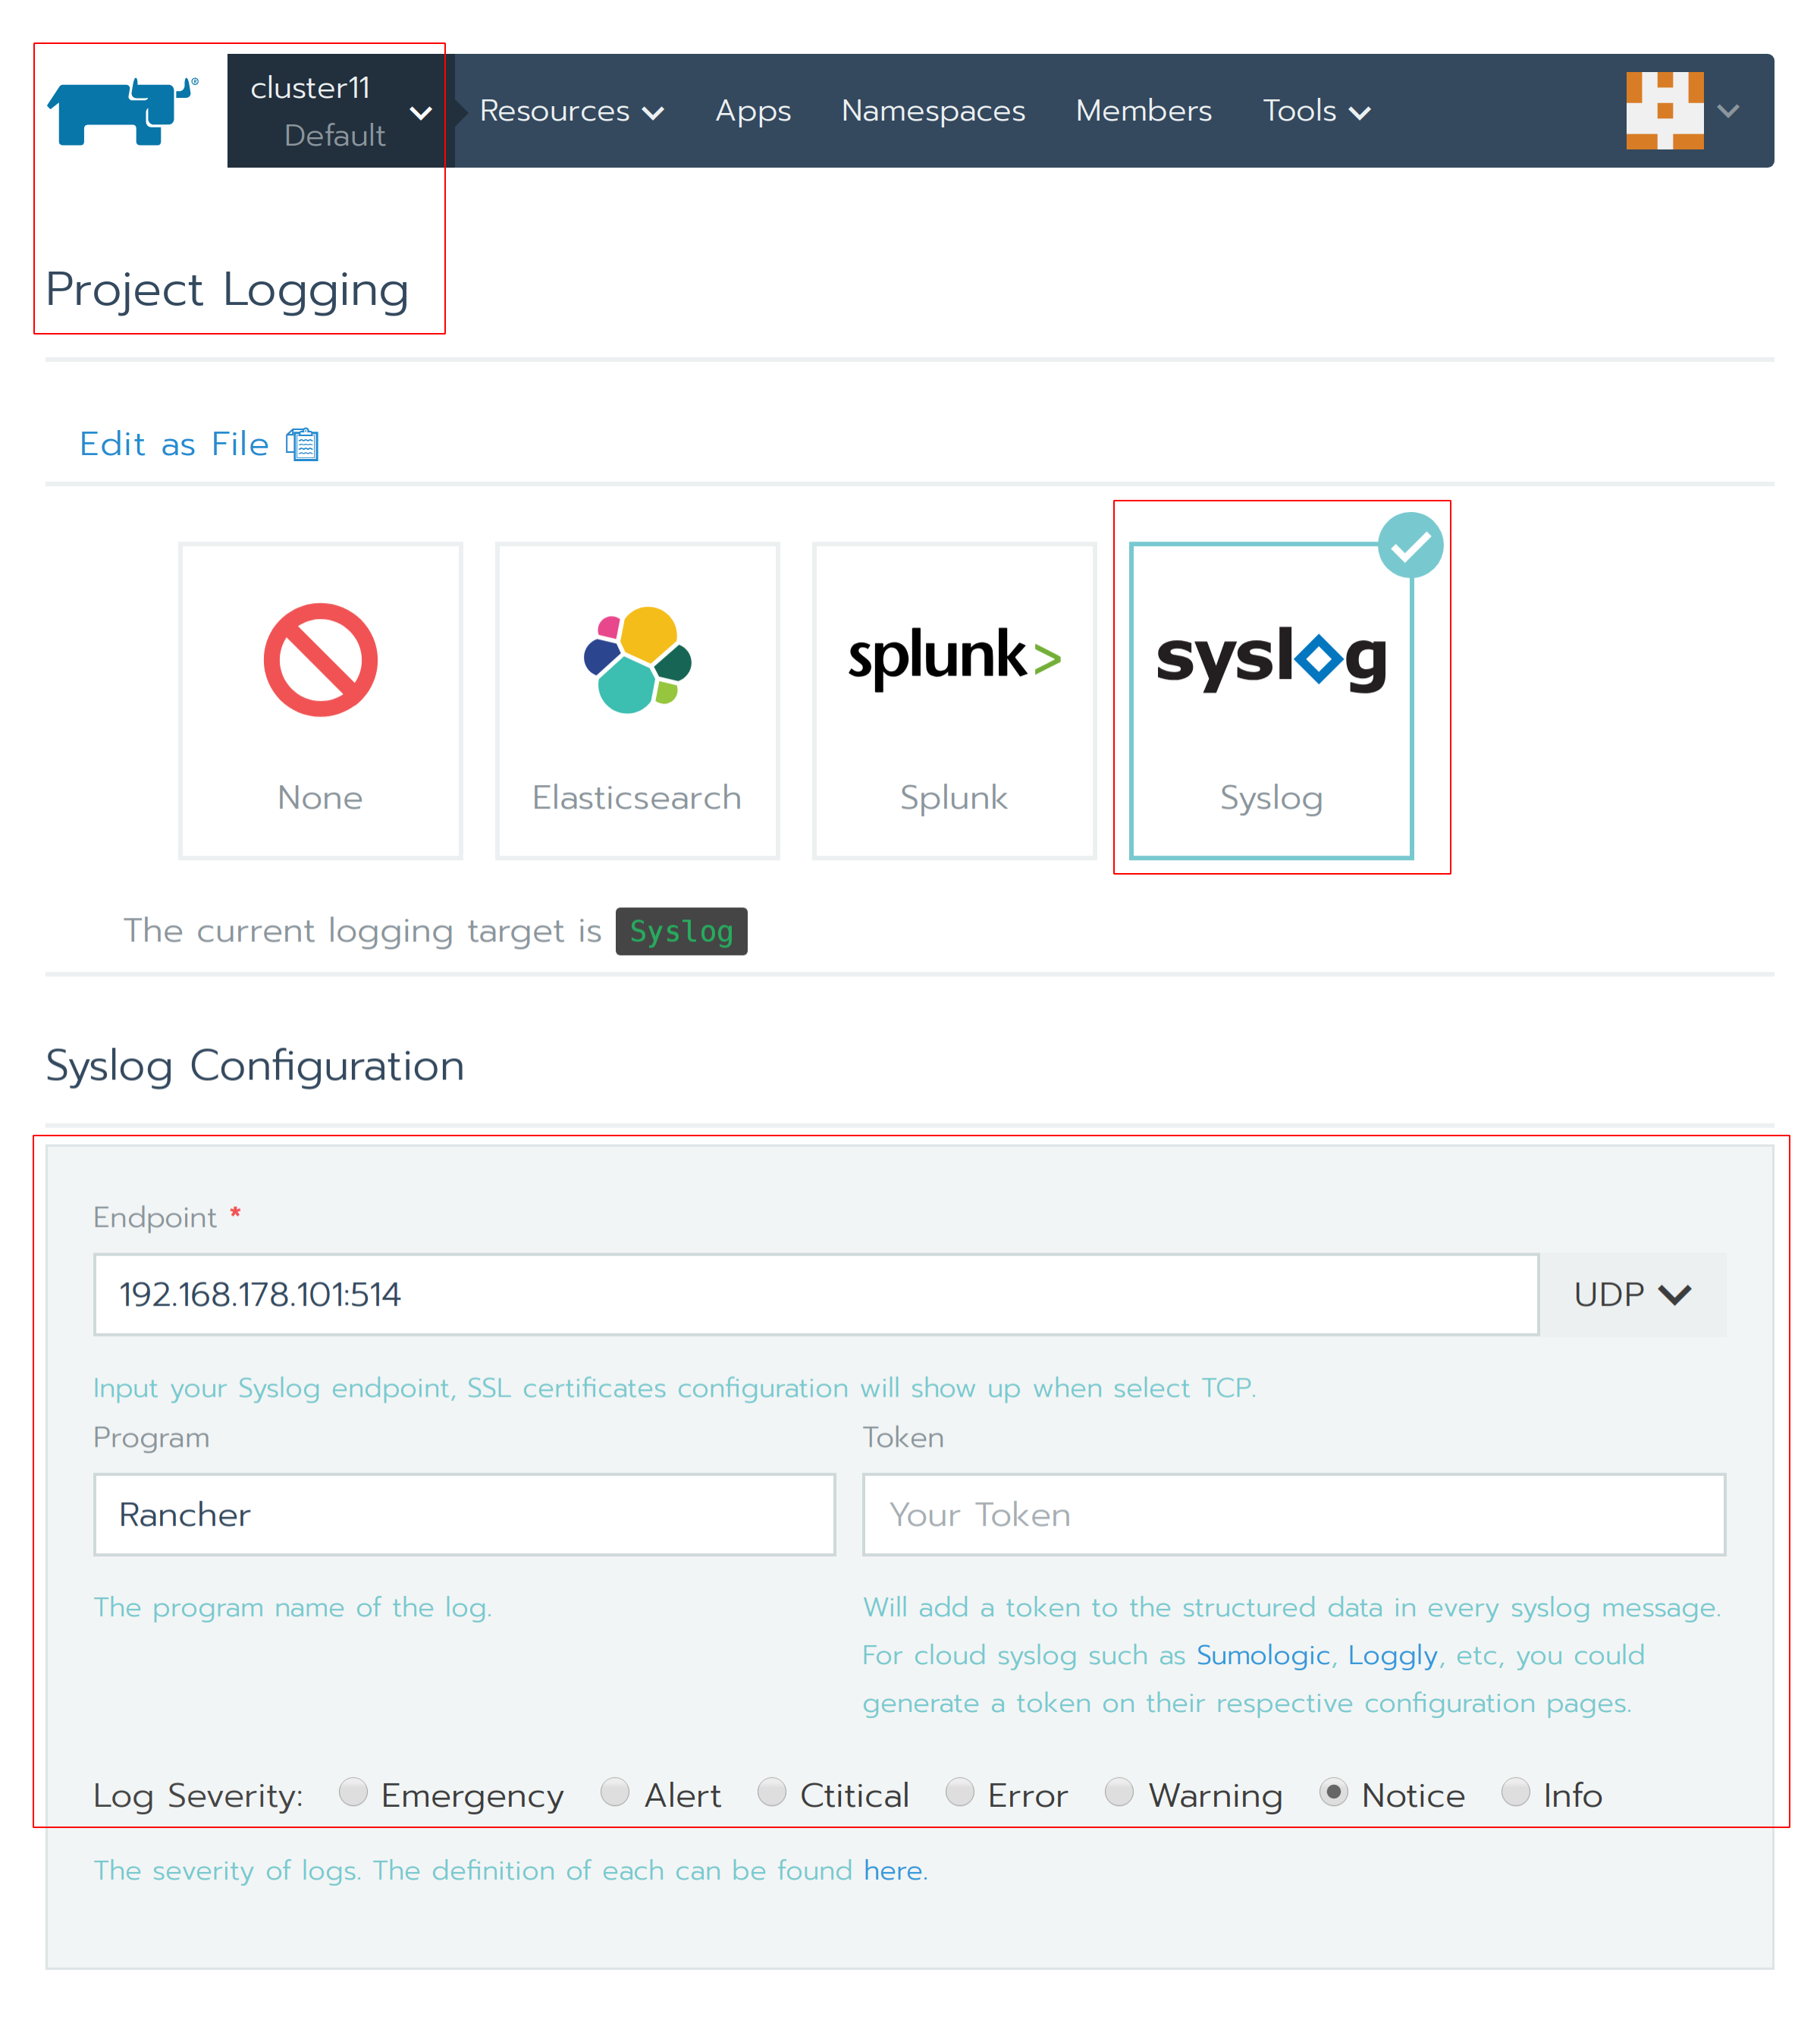 cluster11
Default
Resources Apps Namespaces Members Tools
Project Logging
Edit as File
splunk>
syslog
None Elasticsearch Splunk Syslog
The current logging target is Syslog
Syslog Configuration
Endpoint *
192.168.178.101:514 UDP
Input your Syslog endpoint, SSL certificates configuration will show up when select TCP.
Program Token
Rancher Your Token
The program name of the log. Will add a token to the structured data in every syslog message.
For cloud syslog such as Sumologic, Loggly, etc, you could
generate a token on their respective configuration pages.
Log Severity: Emergency Alert Ctitical Error Warning Notice Info
The severity of logs. The definition of each can be found here.